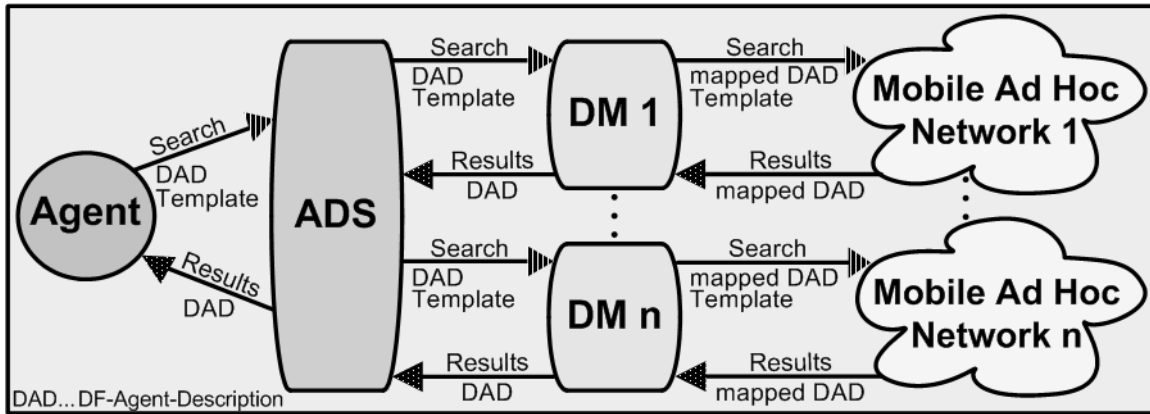 Search
DAD
Template
Search
mapped DAD
Template
Mobile Ad Hoc
Network 1
DM 1
Results
DAD
Results
mapped DAD
Search
DAD
Template
Agent
ADS
Results
DAD
Search
DAD
Template
Search
mapped DAD
Template
Mobile Ad Hoc
Network n
DM n
Results
DAD
Results
mapped DAD
DAD... DF-Agent-Description